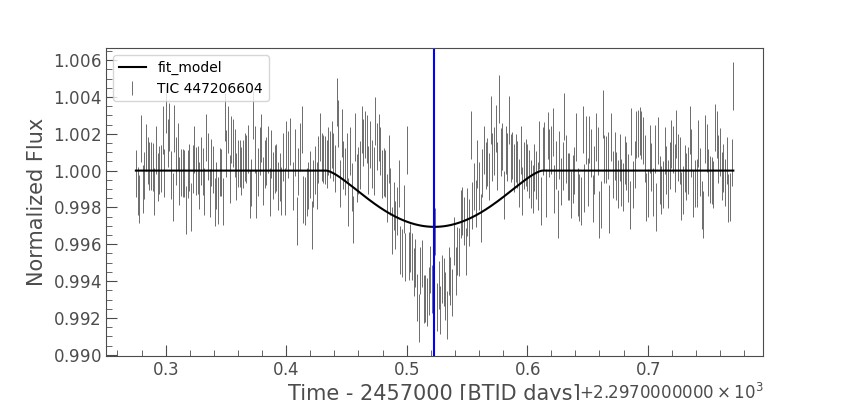 fit_model
TIC 447206604
Normalized Flux
1.006
1.004
1.002
1.000
0.998
0.996
0.994
0.992
0.990
0.3 0.4 0.5 0.6 0.7
Time - 2457000 [BTJD days]
+2.2970000000 × 10³